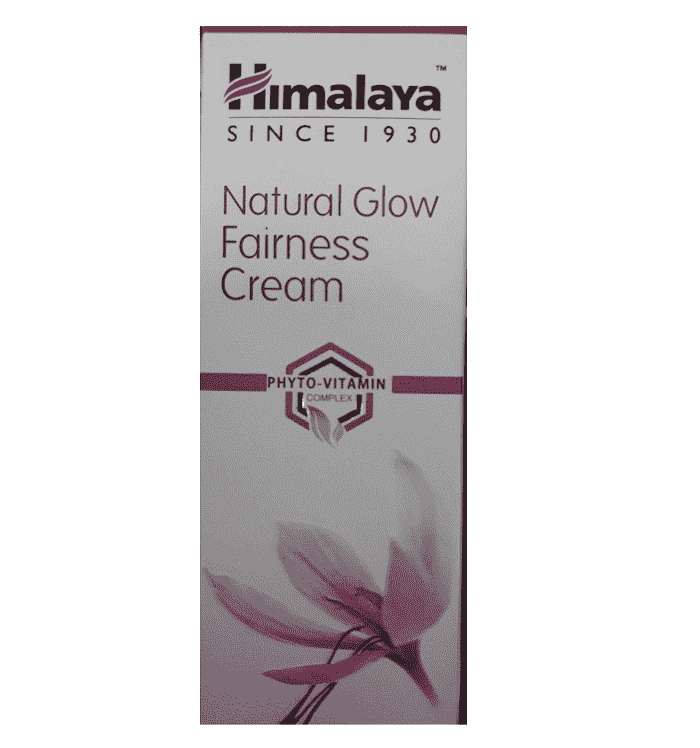 Himalaya™
SINCE 1930
Natural Glow
Fairness
Cream
PHYTO-VITAMIN
COMPLEX